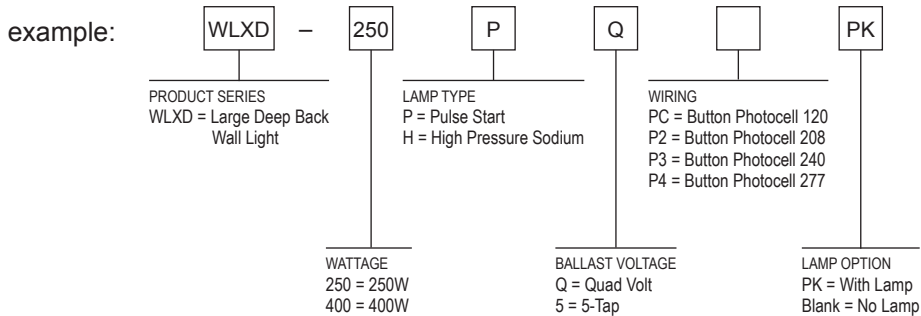 example: WLXD – 250 P Q PK
PRODUCT SERIES
WLXD = Large Deep Back
Wall Light
LAMP TYPE
P = Pulse Start
H = High Pressure Sodium
WIRING
PC = Button Photocell 120
P2 = Button Photocell 208
P3 = Button Photocell 240
P4 = Button Photocell 277
WATTAGE
250 = 250W
400 = 400W
BALLAST VOLTAGE
Q = Quad Volt
5 = 5-Tap
LAMP OPTION
PK = With Lamp
Blank = No Lamp